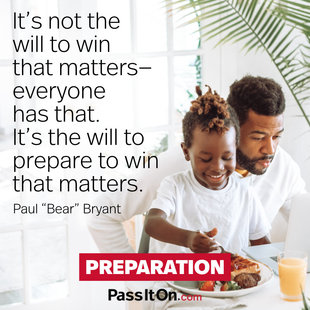 It’s not the
will to win
that matters—
everyone
has that.
It’s the will to
prepare to win
that matters.
Paul “Bear” Bryant
PREPARATION
PassItOn.com